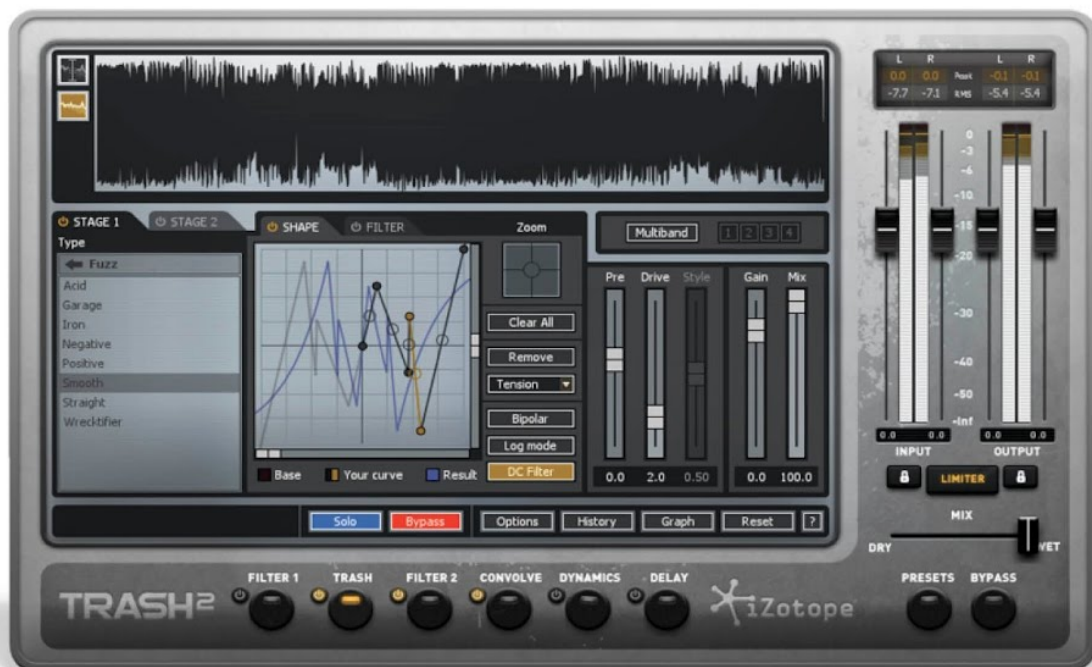 L R L R
0.0 0.0 Peak -0.1 -0.1
-7.7 -7.1 RMS -5.4 -5.4
STAGE 1 STAGE 2
SHAPE FILTER
Zoom
Multiband 1 2 3 4
Type
Fuzz
Acid
Garage
Iron
Negative
Positive
Smooth
Straight
Wrecktifier
Clear All
Remove
Tension
Bipolar
Log mode
DC Filter
Base Your curve Result
Pre Drive Style Gain Mix
0.0 2.0 0.50 0.0 100.0
0
-3
-6
-10
-15
-20
-30
-40
-50
-Inf
0.0 0.0 0.0 0.0
INPUT OUTPUT
LIMITER
MIX
DRY WET
Solo Bypass Options History Graph Reset ?
FILTER 1 TRASH FILTER 2 CONVOLVE DYNAMICS DELAY PRESETS BYPASS
TRASH2 iZotope